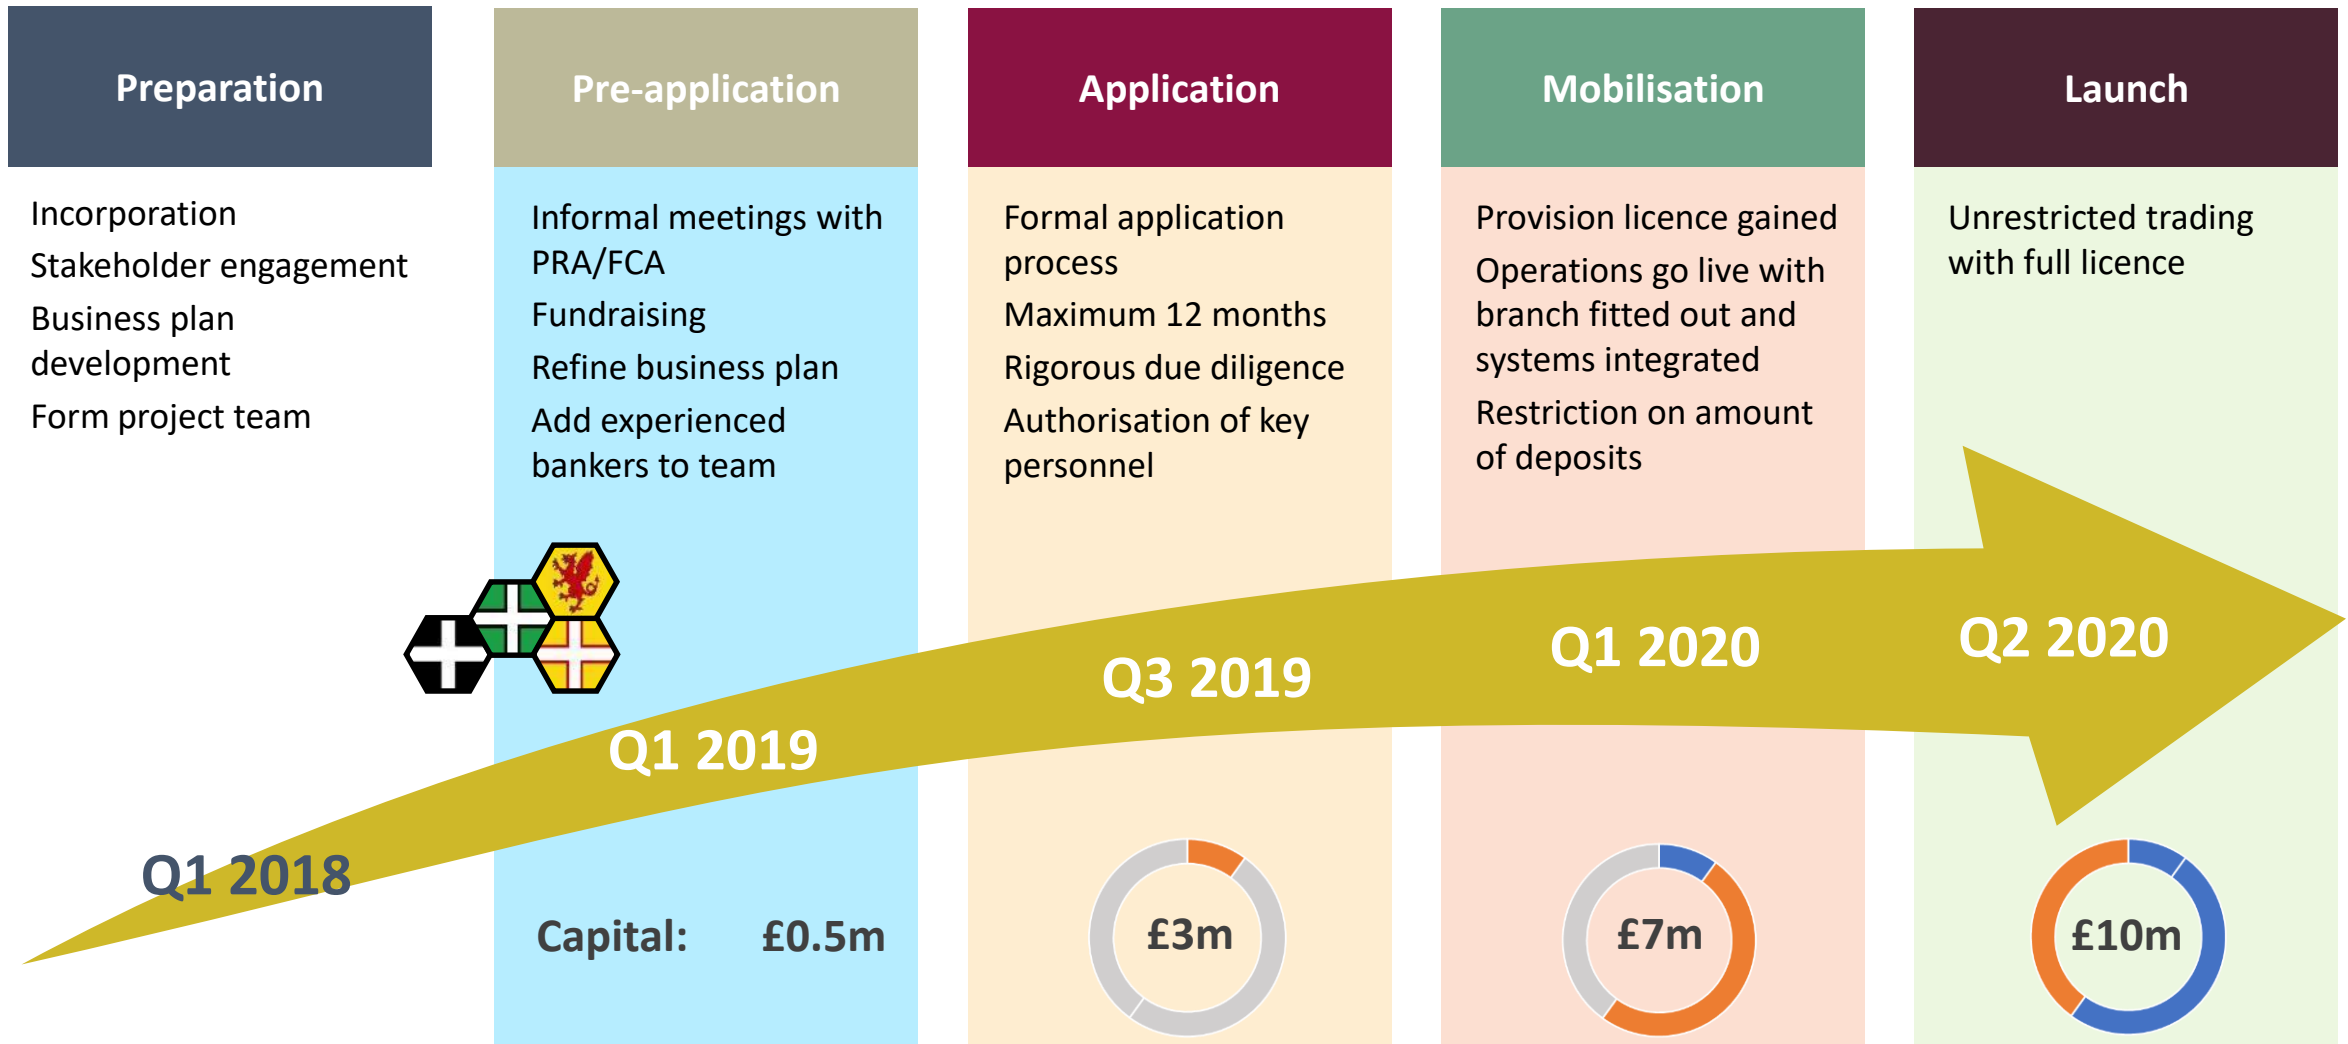 Preparation
Incorporation
Stakeholder engagement
Business plan
development
Form project team
Q1 2018
Pre-application
Informal meetings with
PRA/FCA
Fundraising
Refine business plan
Add experienced
bankers to team
Q1 2019
Capital: £0.5m
Application
Formal application
process
Maximum 12 months
Rigorous due diligence
Authorisation of key
personnel
Q3 2019
£3m
Mobilisation
Provision licence gained
Operations go live with
branch fitted out and
systems integrated
Restriction on amount
of deposits
Q1 2020
£7m
Launch
Unrestricted trading
with full licence
Q2 2020
£10m